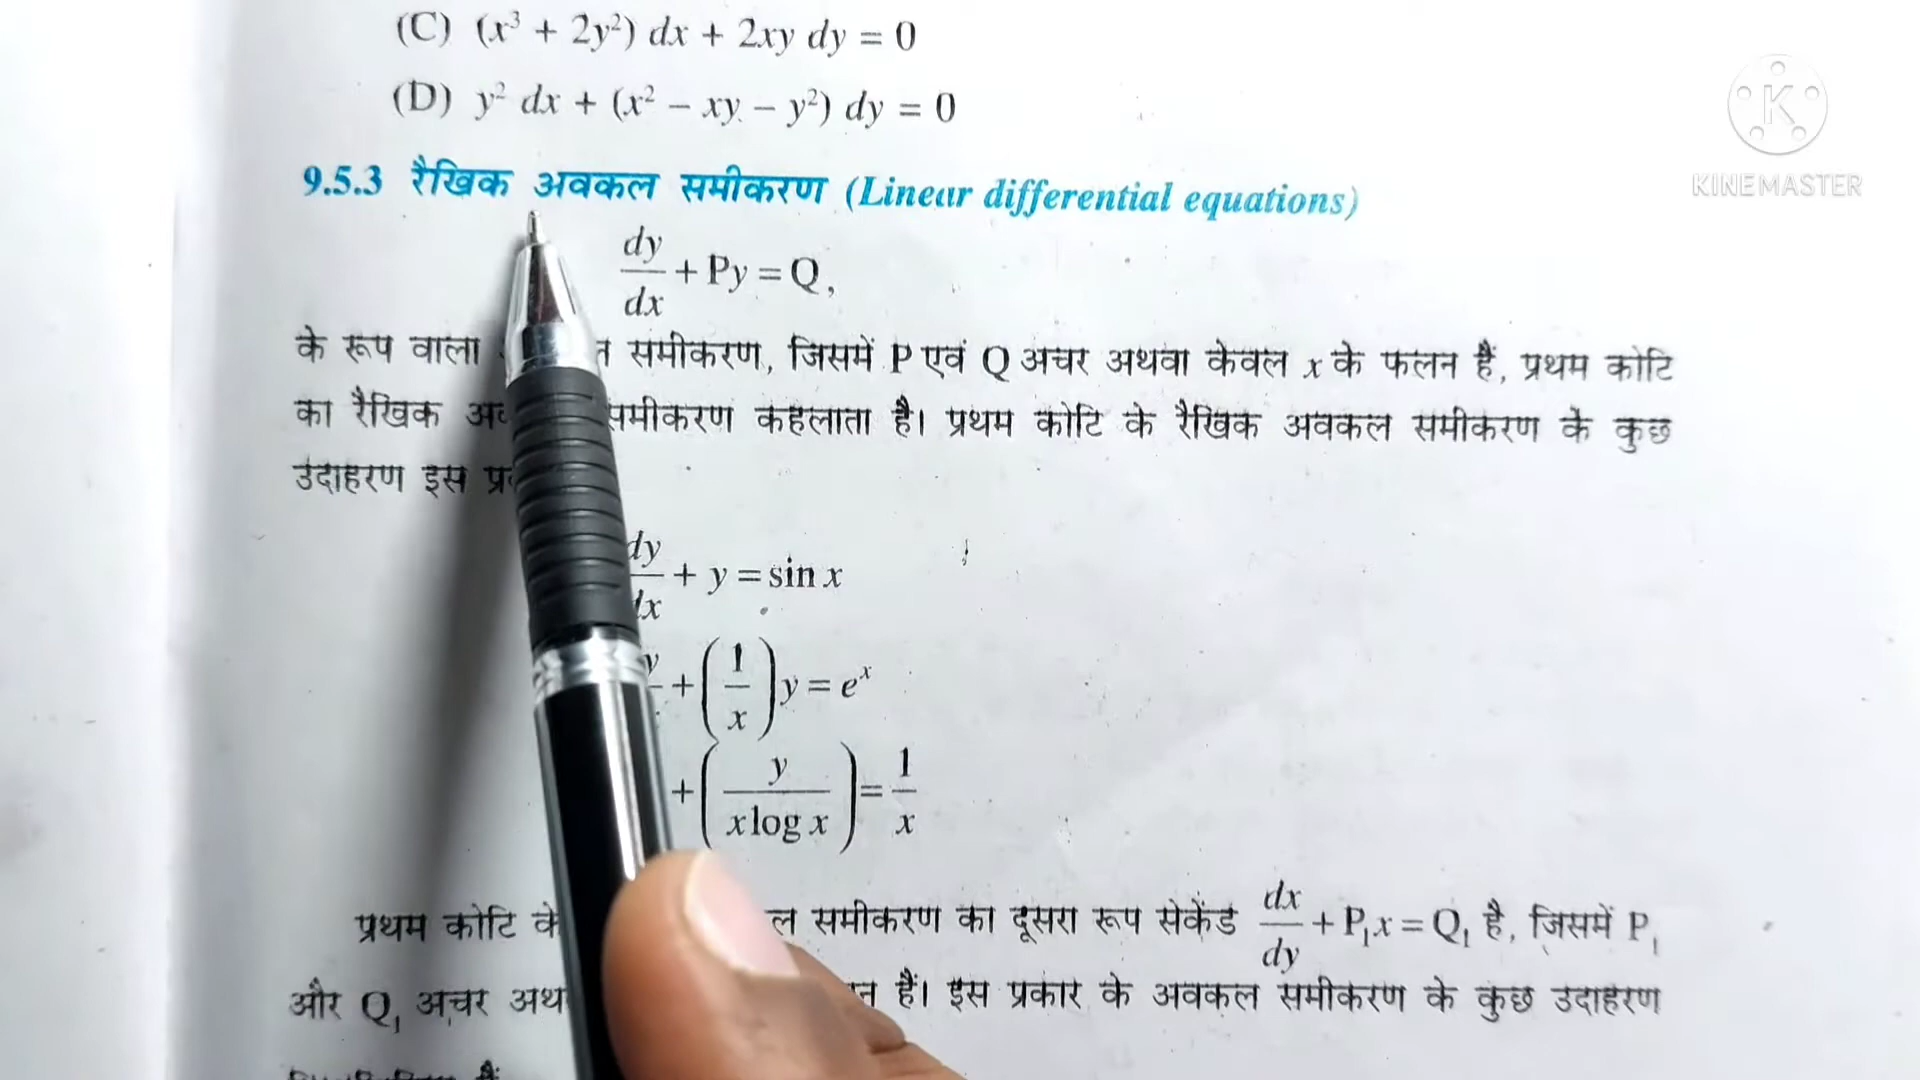 (C) (x³ + 2y²) dx + 2xy dy = 0
(D) y² dx + (x² – xy – y²) dy = 0
KINEMASTER
9.5.3 रैखिक अवकल समीकरण (Linear differential equations)
dy/dx + Py = Q,
के रूप वाला समीकरण, जिसमें P एवं Q अचर अथवा केवल x के फलन हैं, प्रथम कोटि
का रैखिक समीकरण कहलाता है। प्रथम कोटि के रैखिक अवकल समीकरण के कुछ
उदाहरण इस
dy/dx + y = sin x
+ (1/x) y = eˣ
+ (y/(x log x)) = 1/x
प्रथम कोटि के समीकरण का दूसरा रूप सेकेंड dx/dy + P₁x = Q₁ है, जिसमें P₁
और Q₁ अचर हैं। इस प्रकार के अवकल समीकरण के कुछ उदाहरण